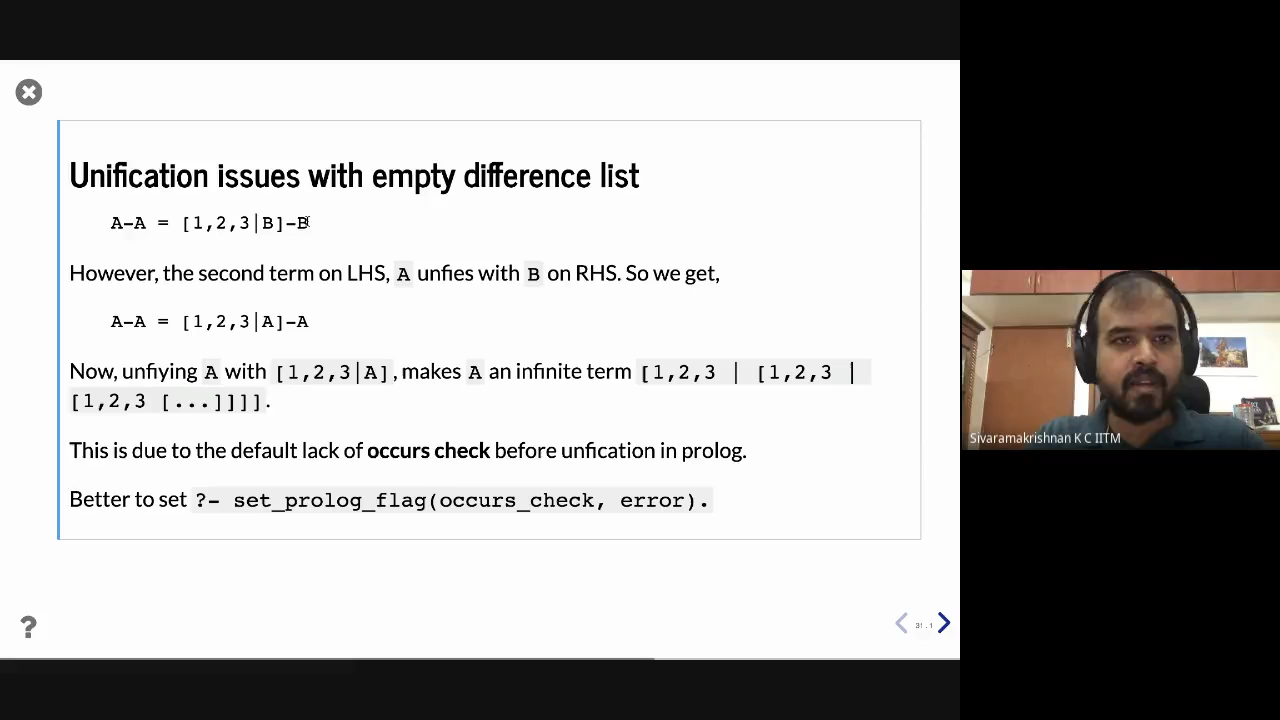 Unification issues with empty difference list
A-A = [1,2,3|B]-B
However, the second term on LHS, A unfies with B on RHS. So we get,
A-A = [1,2,3|A]-A
Now, unfiying A with [1,2,3|A], makes A an infinite term [1,2,3 | [1,2,3 |
[1,2,3 [...]]]].
This is due to the default lack of occurs check before unfication in prolog.
Better to set ?- set_prolog_flag(occurs_check, error).
?
31.1
Sivaramakrishnan K C IITM